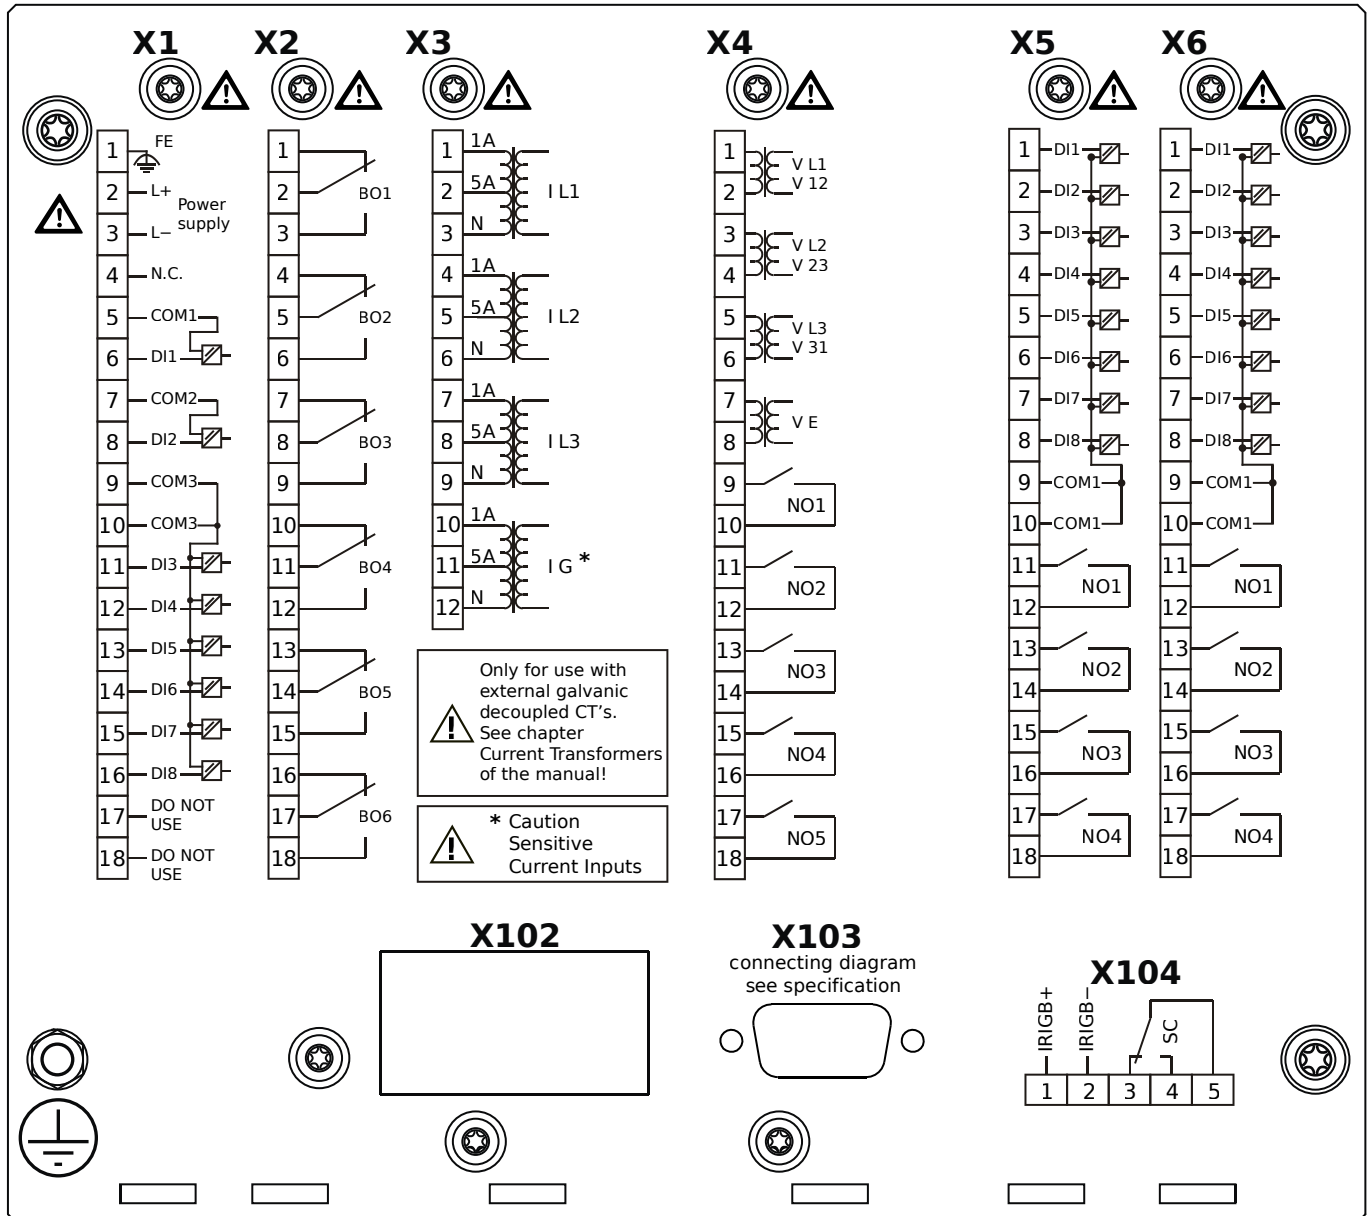 X1
X2
X3
X4
X5
X6
1
FE
2
L+
Power
supply
3
L−
4
N.C.
5
COM1
6
DI1
7
COM2
8
DI2
9
COM3
10
COM3
11
DI3
12
DI4
13
DI5
14
DI6
15
DI7
16
DI8
17
DO NOT
USE
18
DO NOT
USE
1
2
BO1
3
4
5
BO2
6
7
8
BO3
9
10
11
BO4
12
13
14
BO5
15
16
17
BO6
18
1
1A
2
5A
I L1
3
N
4
1A
5
5A
I L2
6
N
7
1A
8
5A
I L3
9
N
10
1A
11
5A
I G *
12
N
Only for use with
external galvanic
decoupled CT's.
See chapter
Current Transformers
of the manual!
* Caution
Sensitive
Current Inputs
1
V L1
V 12
2
3
V L2
V 23
4
5
V L3
V 31
6
7
V E
8
9
NO1
10
11
NO2
12
13
NO3
14
15
NO4
16
17
NO5
18
1
DI1
2
DI2
3
DI3
4
DI4
5
DI5
6
DI6
7
DI7
8
DI8
9
COM1
10
COM1
11
NO1
12
13
NO2
14
15
NO3
16
17
NO4
18
1
DI1
2
DI2
3
DI3
4
DI4
5
DI5
6
DI6
7
DI7
8
DI8
9
COM1
10
COM1
11
NO1
12
13
NO2
14
15
NO3
16
17
NO4
18
X102
X103
connecting diagram
see specification
X104
IRIGB+
IRIGB−
SC
1
2
3
4
5